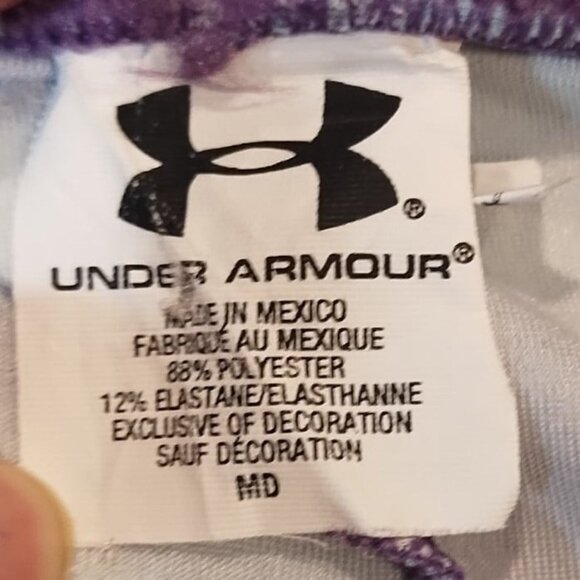 UNDER ARMOUR®
MADE IN MEXICO
FABRIQUÉ AU MEXIQUE
88% POLYESTER
12% ELASTANE/ELASTHANNE
EXCLUSIVE OF DECORATION
SAUF DÉCORATION
MD